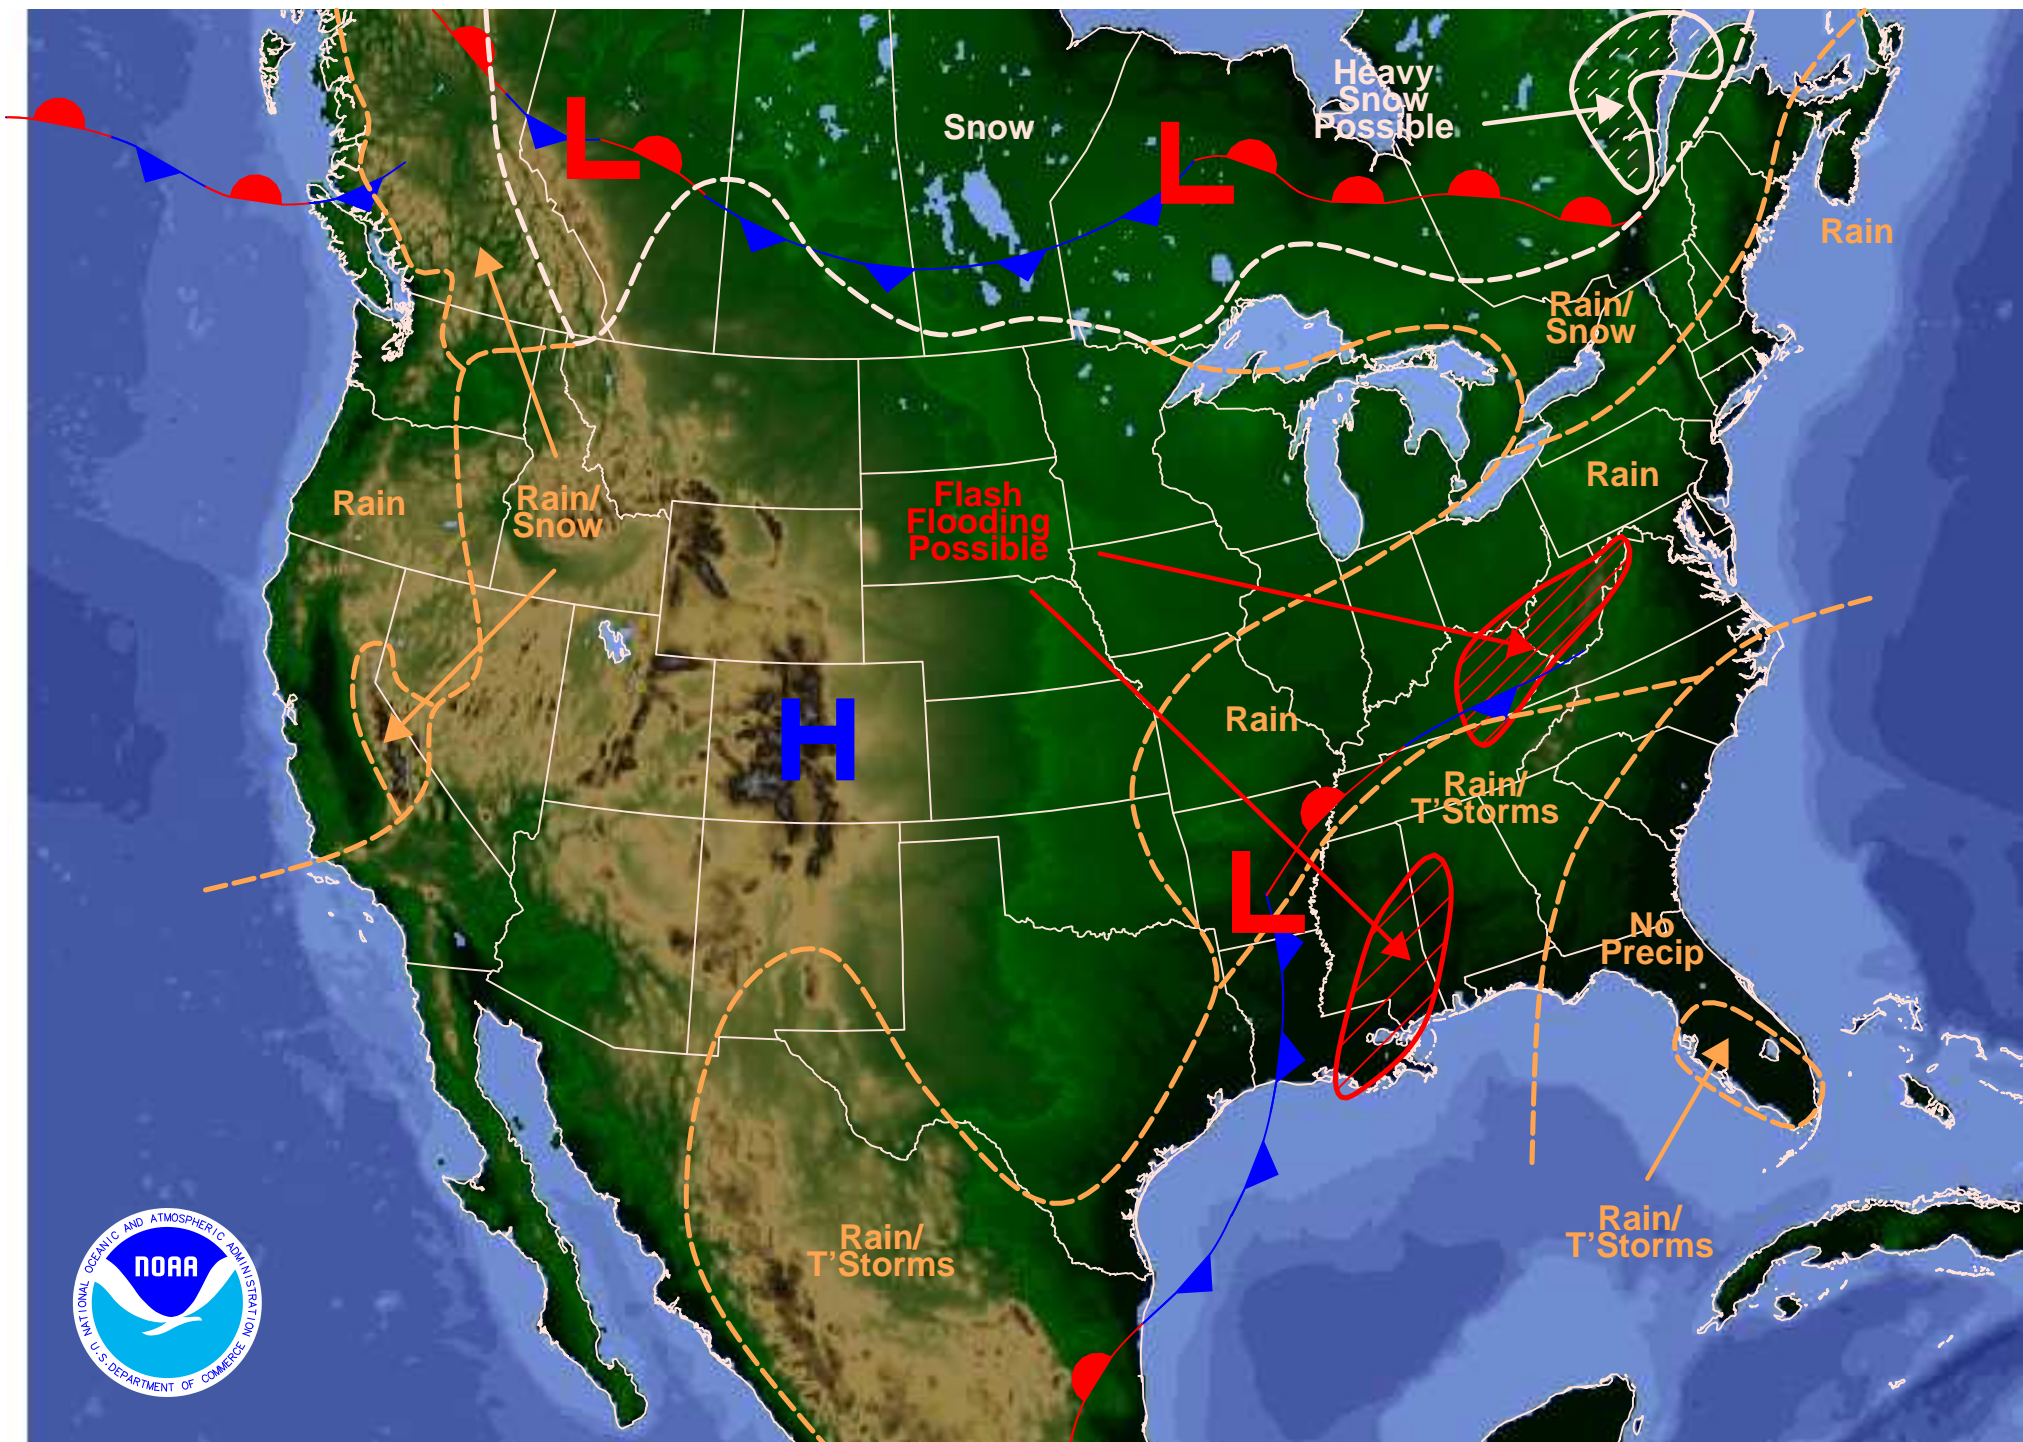 Heavy
Snow
Possible
L
Snow
L
Rain
Rain/
Snow
Rain
Rain/
Snow
Flash
Flooding
Possible
Rain
H
Rain
Rain/
T'Storms
L
No
Precip
Rain/
T'Storms
Rain/
T'Storms
NATIONAL OCEANIC AND ATMOSPHERIC ADMINISTRATION
NOAA
U.S. DEPARTMENT OF COMMERCE